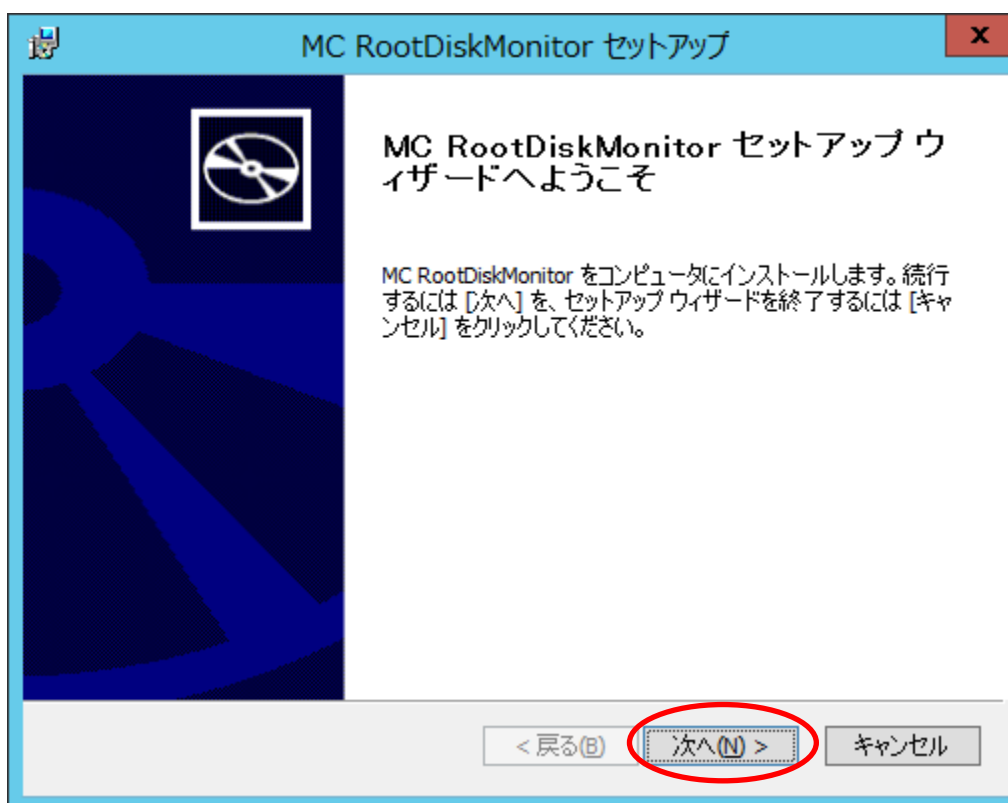 MC RootDiskMonitor セットアップ
x
MC RootDiskMonitor セットアップ ウ
ィザードへようこそ
MC RootDiskMonitor をコンピュータにインストールします。続行
するには [次へ] を、セットアップ ウィザードを終了するには [キャ
ンセル] をクリックしてください。
< 戻る(B)
次へ(N) >
キャンセル